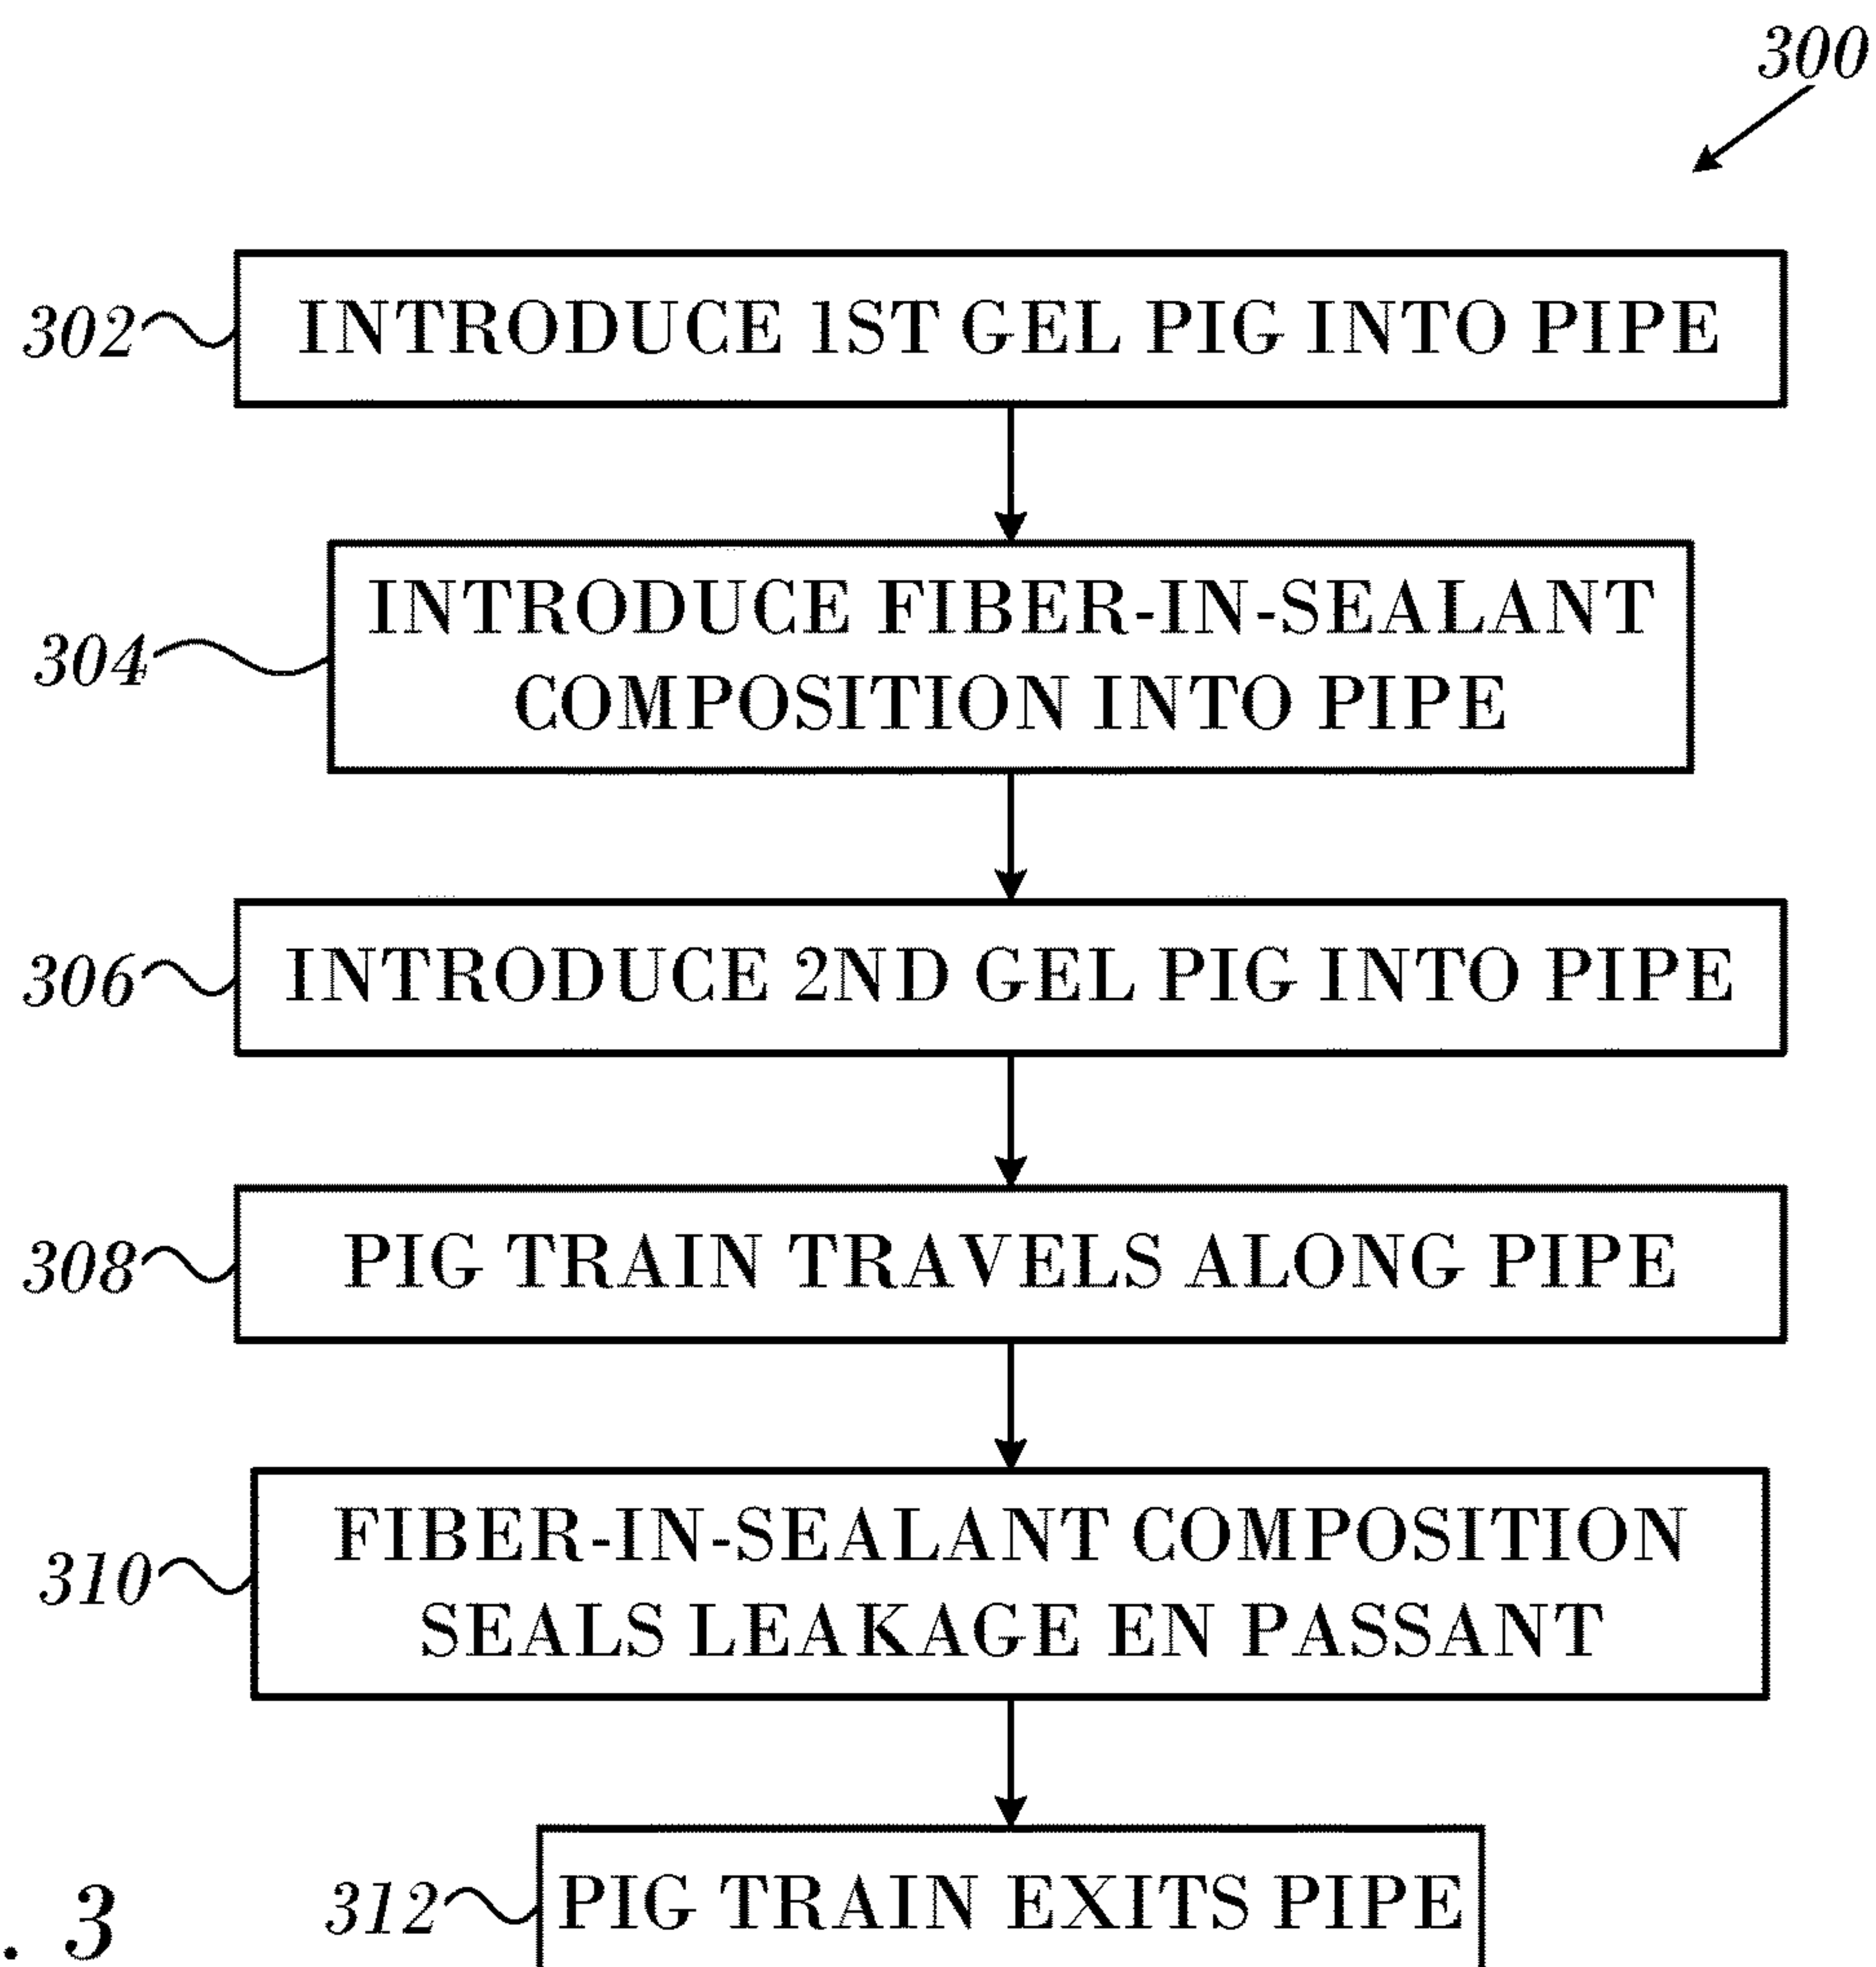 300
302 INTRODUCE 1ST GEL PIG INTO PIPE
304 INTRODUCE FIBER-IN-SEALANT
COMPOSITION INTO PIPE
306 INTRODUCE 2ND GEL PIG INTO PIPE
308 PIG TRAIN TRAVELS ALONG PIPE
310 FIBER-IN-SEALANT COMPOSITION
SEALS LEAKAGE EN PASSANT
312 PIG TRAIN EXITS PIPE
. 3